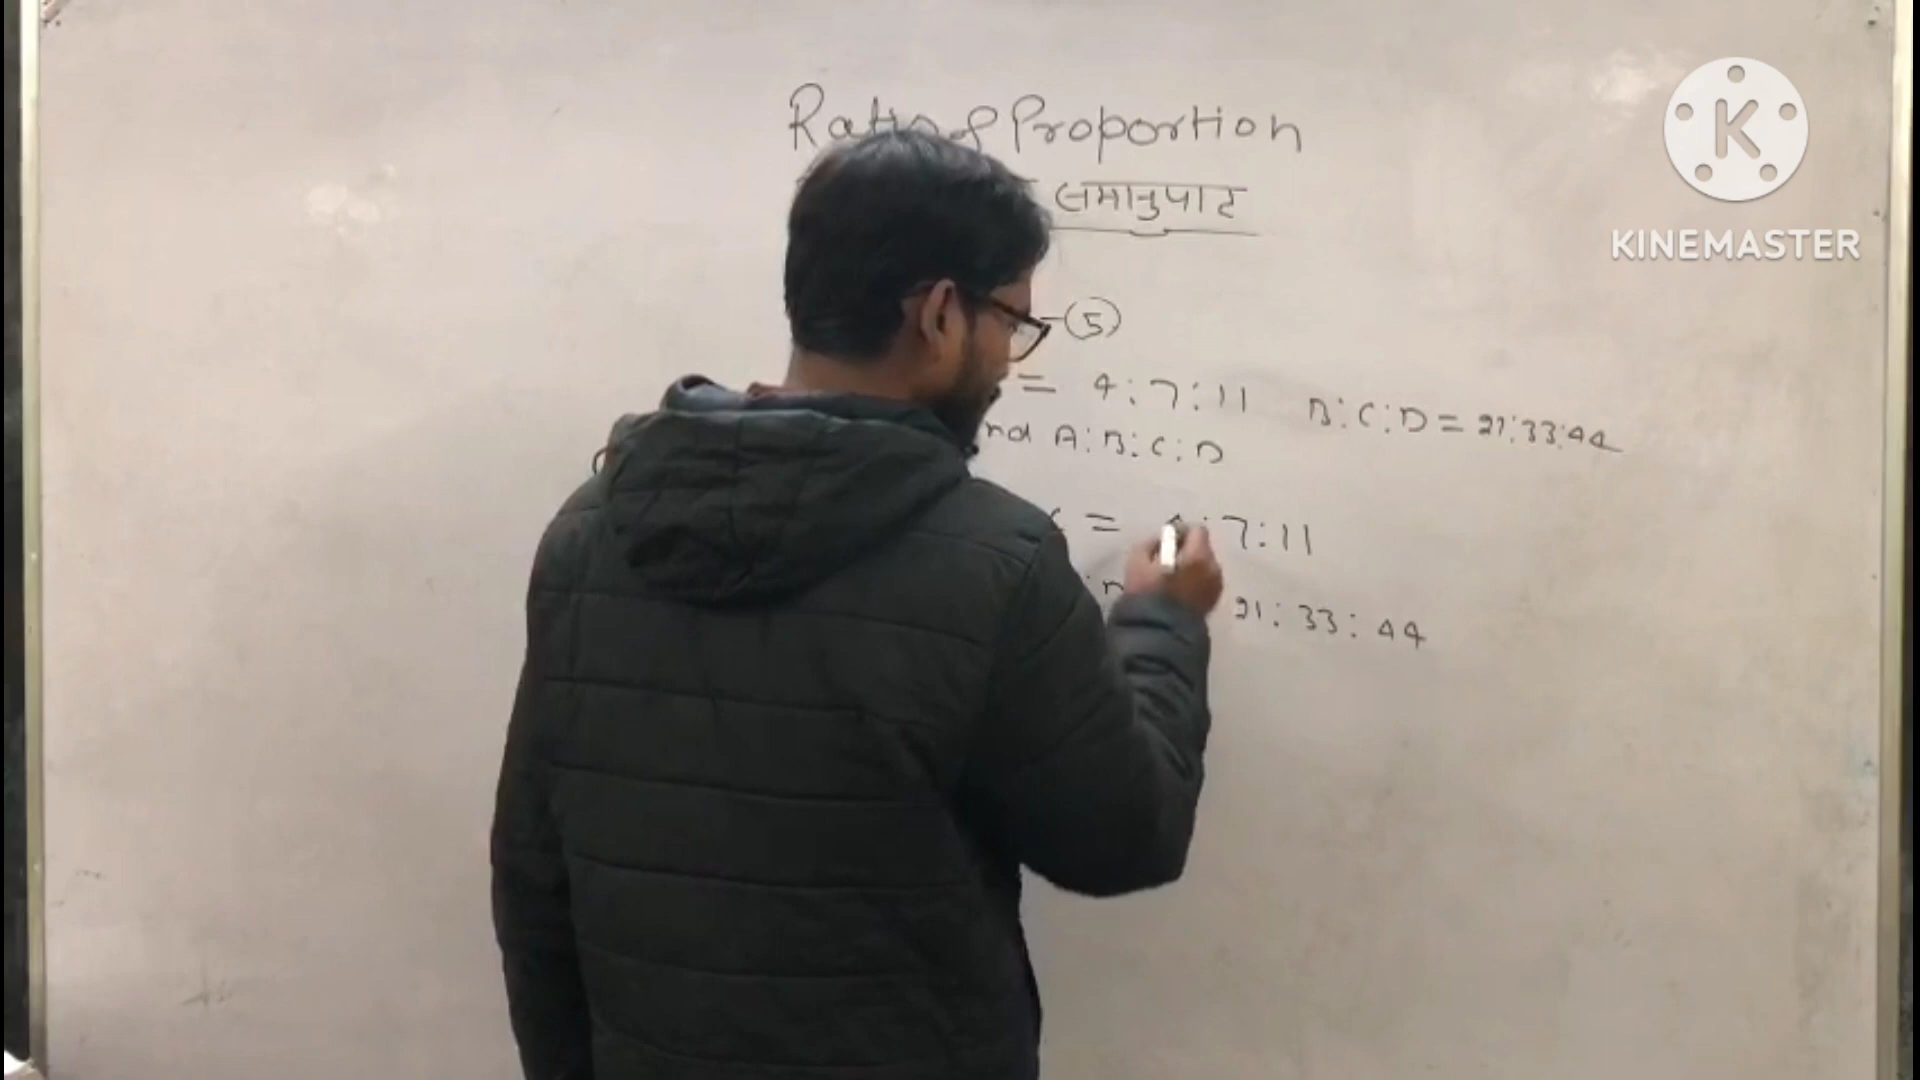 Ratio & Proportion
समानुपात
KINEMASTER
-(5)
= 4:7:11 B:C:D = 21:33:44
nd A:B:C:D
= 4:7:11
21:33:44